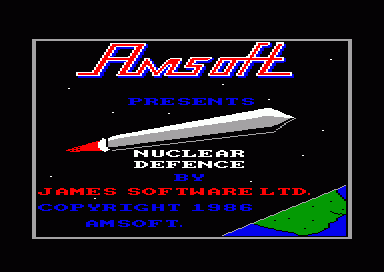 Amsoft
PRESENTS
NUCLEAR
DEFENCE
BY
JAMES SOFTWARE LTD.
COPYRIGHT 1986
AMSOFT.